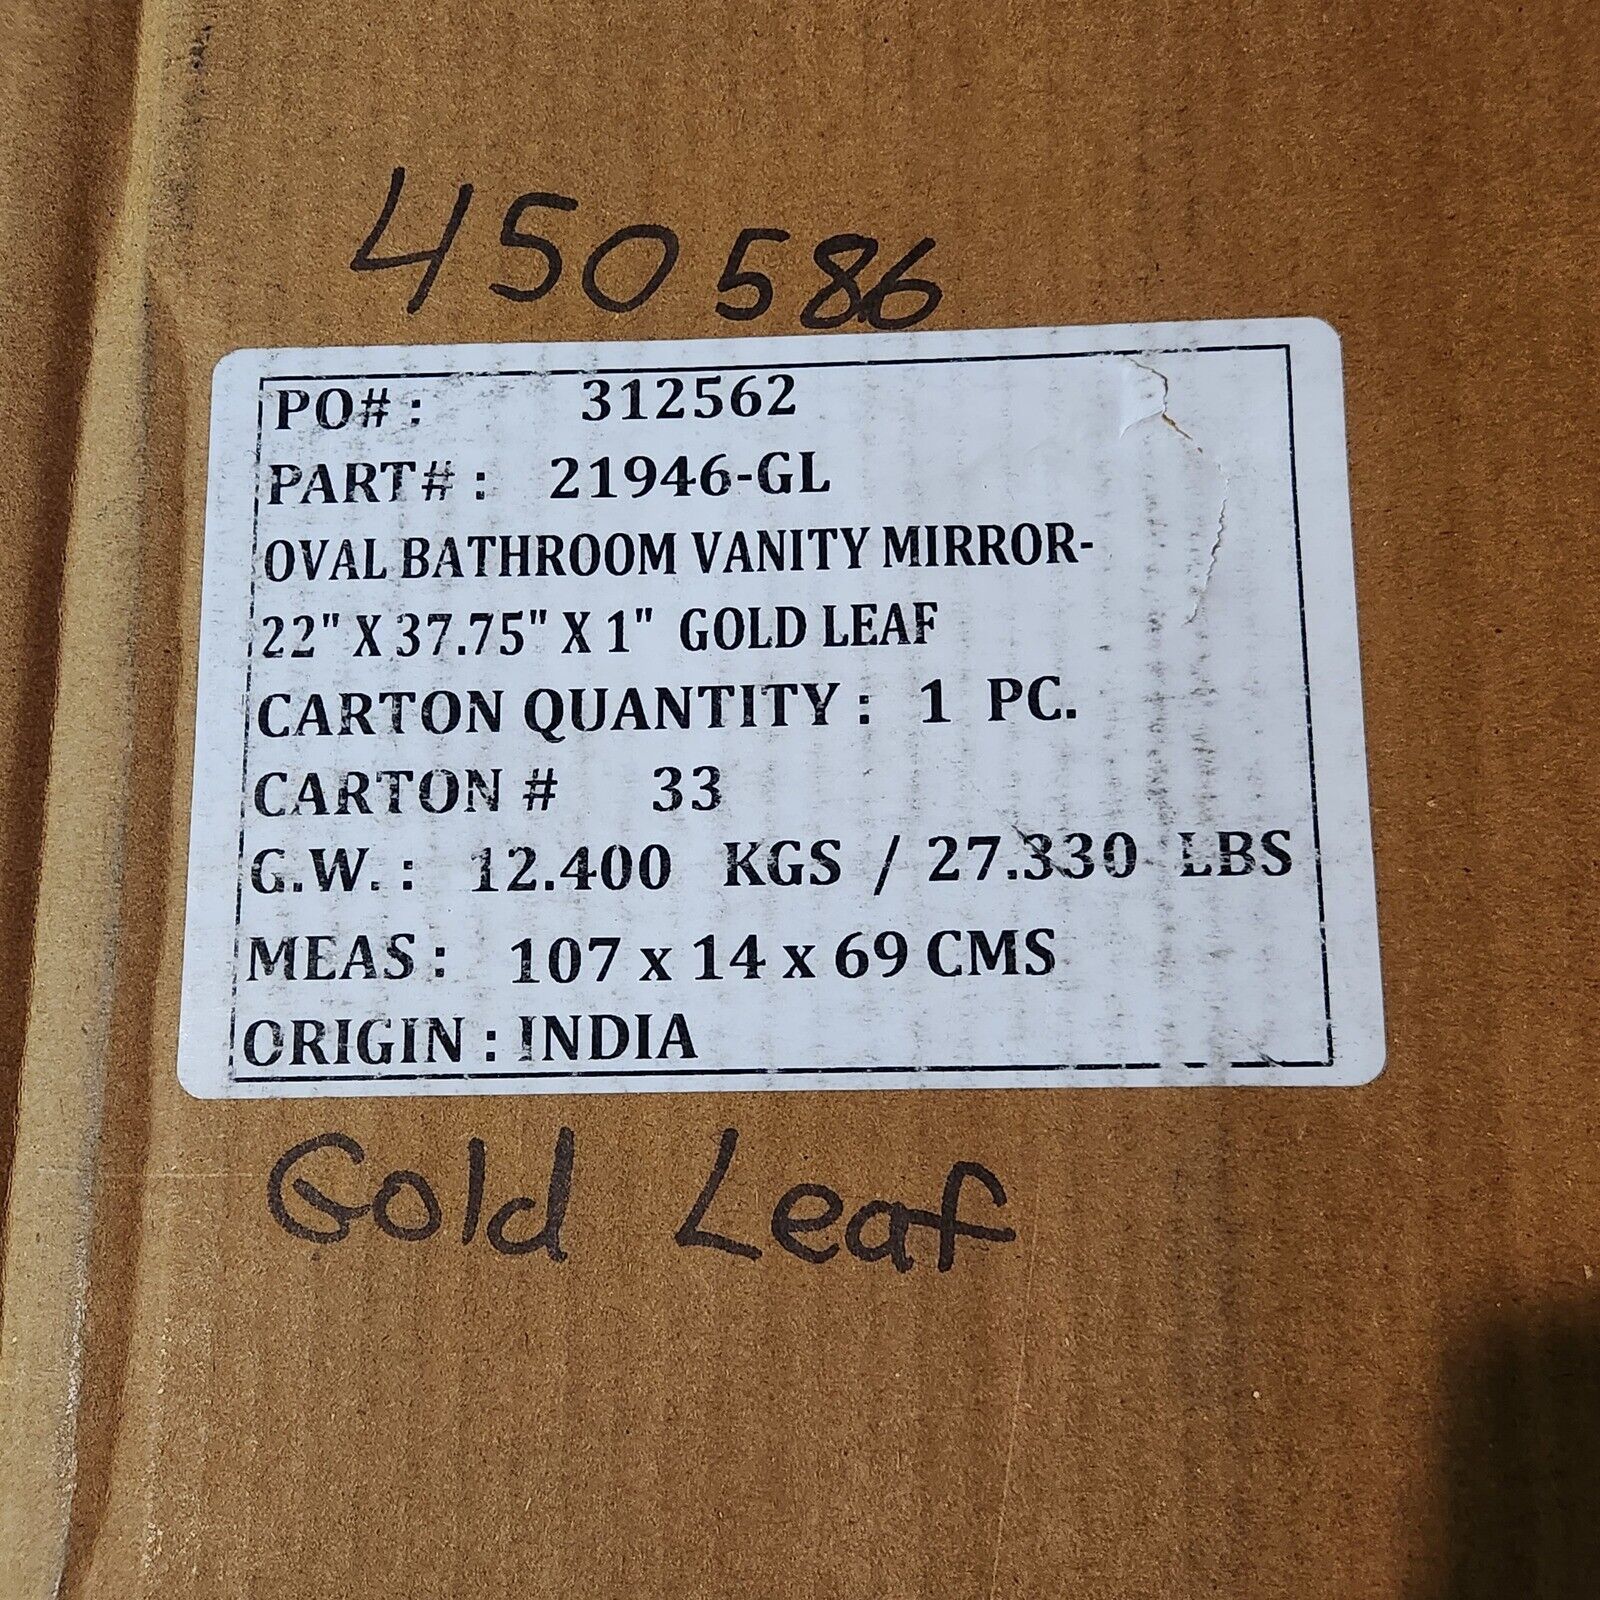 450586
PO# : 312562
PART# : 21946-GL
OVAL BATHROOM VANITY MIRROR-
22" X 37.75" X 1" GOLD LEAF
CARTON QUANTITY : 1 PC.
CARTON # 33
G.W. : 12.400 KGS / 27.330 LBS
MEAS : 107 x 14 x 69 CMS
ORIGIN : INDIA
Gold Leaf